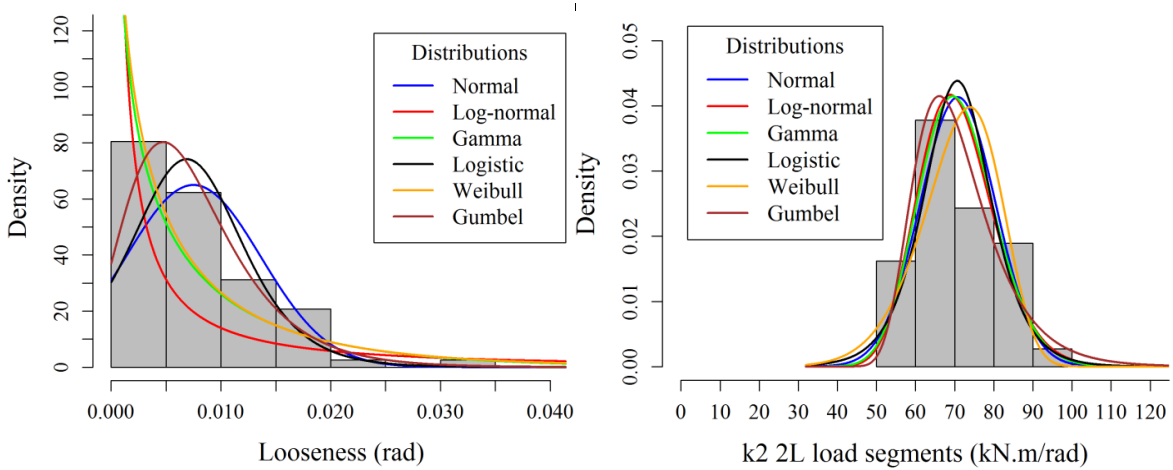 Distributions
Normal
Log-normal
Gamma
Logistic
Weibull
Gumbel
Density
0 20 40 60 80 100 120
0.000 0.010 0.020 0.030 0.040
Looseness (rad)
Distributions
Normal
Log-normal
Gamma
Logistic
Weibull
Gumbel
Density
0.00 0.01 0.02 0.03 0.04 0.05
0 10 20 30 40 50 60 70 80 90 100 120
k2 2L load segments (kN.m/rad)